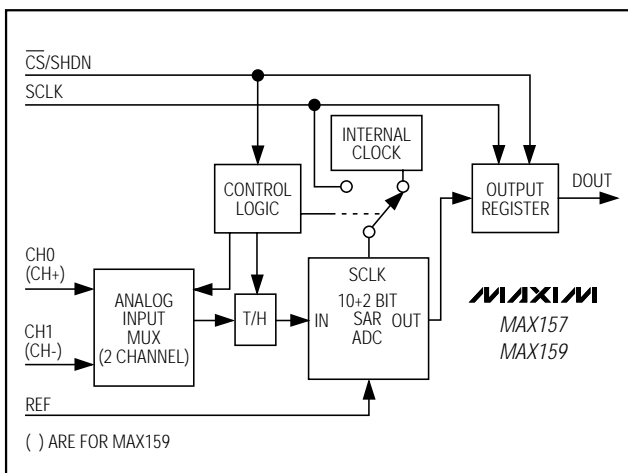 CS/SHDN
SCLK
INTERNAL
CLOCK
CONTROL
LOGIC
OUTPUT
REGISTER
DOUT
CH0
(CH+)
ANALOG
INPUT
MUX
(2 CHANNEL)
CH1
(CH-)
T/H
SCLK
10+2 BIT
IN SAR OUT
ADC
MAXIM
MAX157
MAX159
REF
( ) ARE FOR MAX159